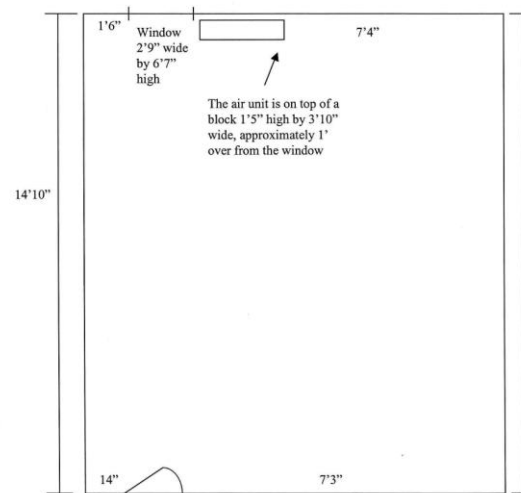 1’6”
Window
2’9” wide
by 6’7”
high
7’4”
The air unit is on top of a
block 1’5” high by 3’10”
wide, approximately 1’
over from the window
14’10”
14”
7’3”